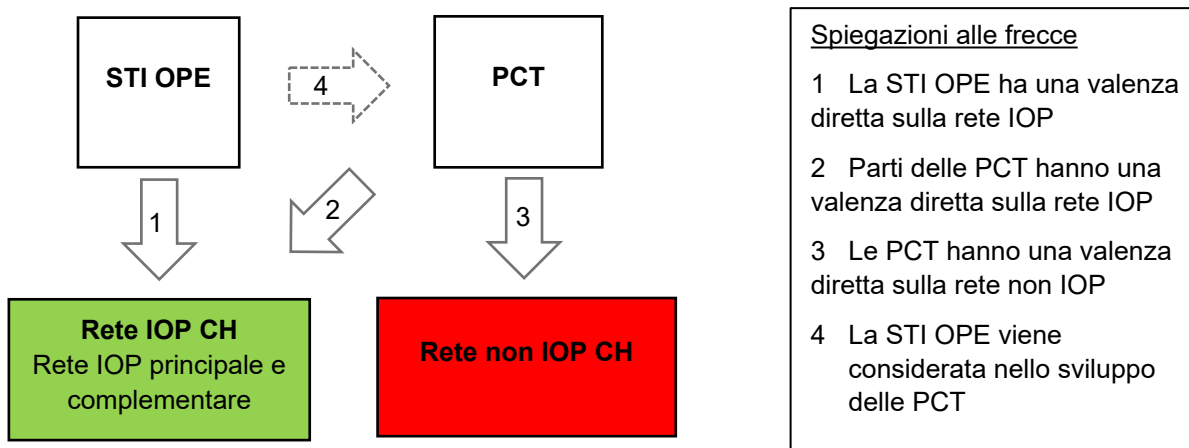 STI OPE
4
PCT
1
2
3
Rete IOP CH
Rete IOP principale e
complementare
Rete non IOP CH
Spiegazioni alle frecce
1 La STI OPE ha una valenza
diretta sulla rete IOP
2 Parti delle PCT hanno una
valenza diretta sulla rete IOP
3 Le PCT hanno una valenza
diretta sulla rete non IOP
4 La STI OPE viene
considerata nello sviluppo
delle PCT